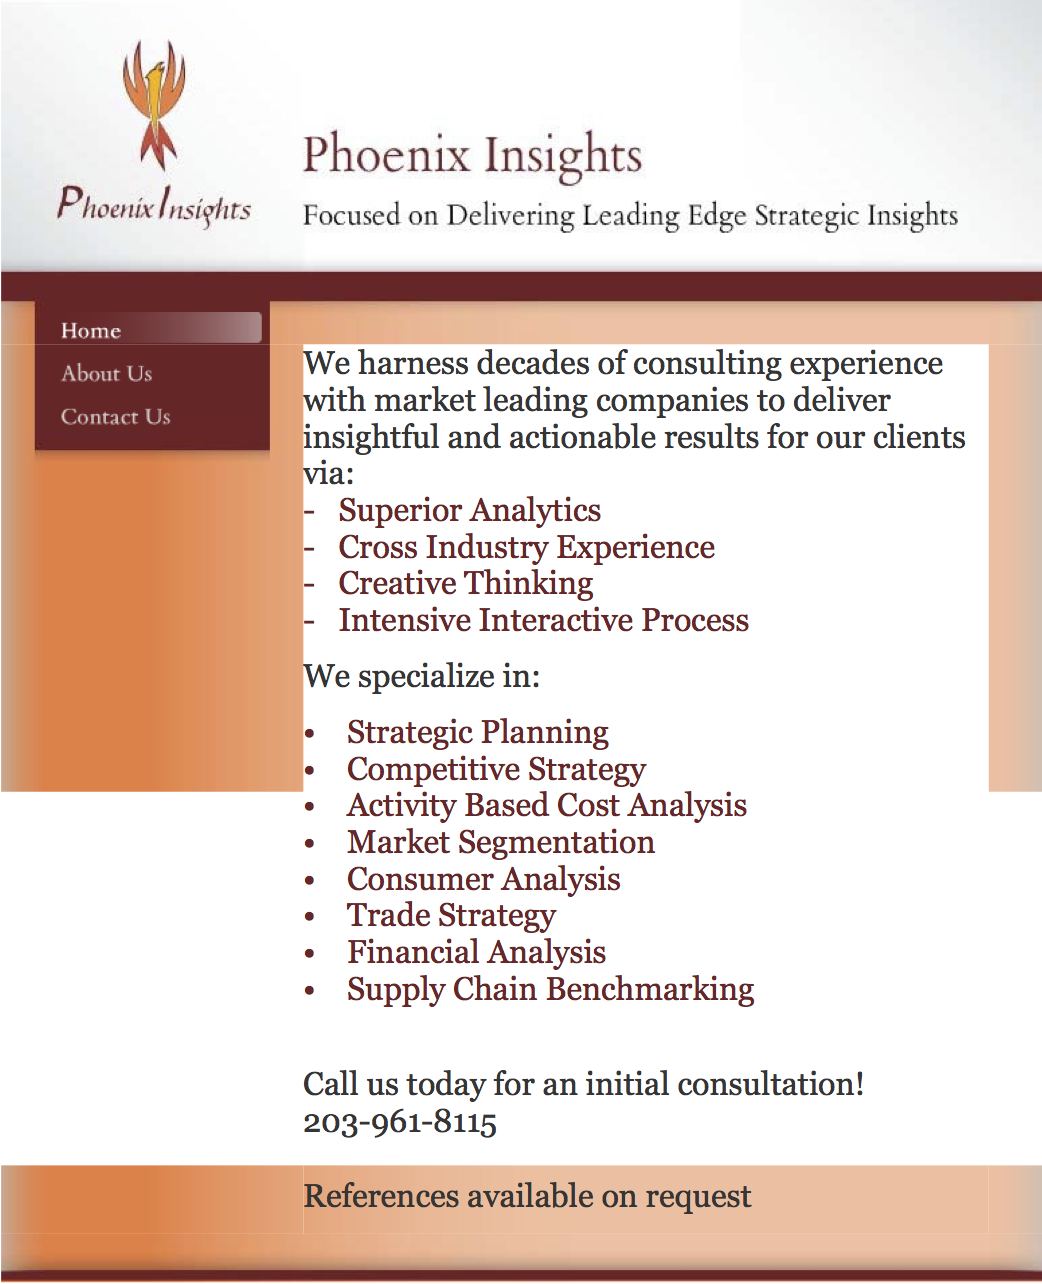 Phoenix Insights
Phoenix Insights
Focused on Delivering Leading Edge Strategic Insights
Home
About Us
Contact Us
We harness decades of consulting experience
with market leading companies to deliver
insightful and actionable results for our clients
via:
- Superior Analytics
- Cross Industry Experience
- Creative Thinking
- Intensive Interactive Process
We specialize in:
• Strategic Planning
• Competitive Strategy
• Activity Based Cost Analysis
• Market Segmentation
• Consumer Analysis
• Trade Strategy
• Financial Analysis
• Supply Chain Benchmarking
Call us today for an initial consultation!
203-961-8115
References available on request